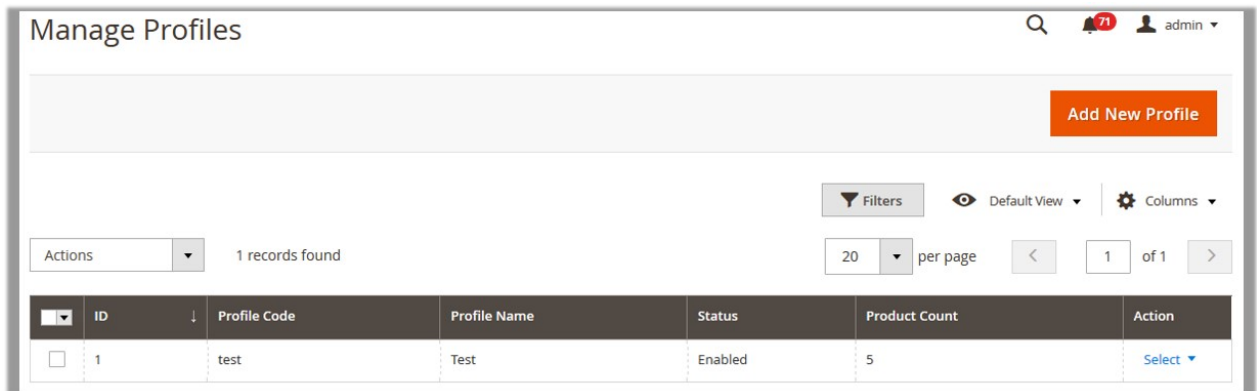 Manage Profiles
71 admin
Add New Profile
Filters Default View Columns
Actions 1 records found 20 per page 1 of 1
ID Profile Code Profile Name Status Product Count Action
1 test Test Enabled 5 Select